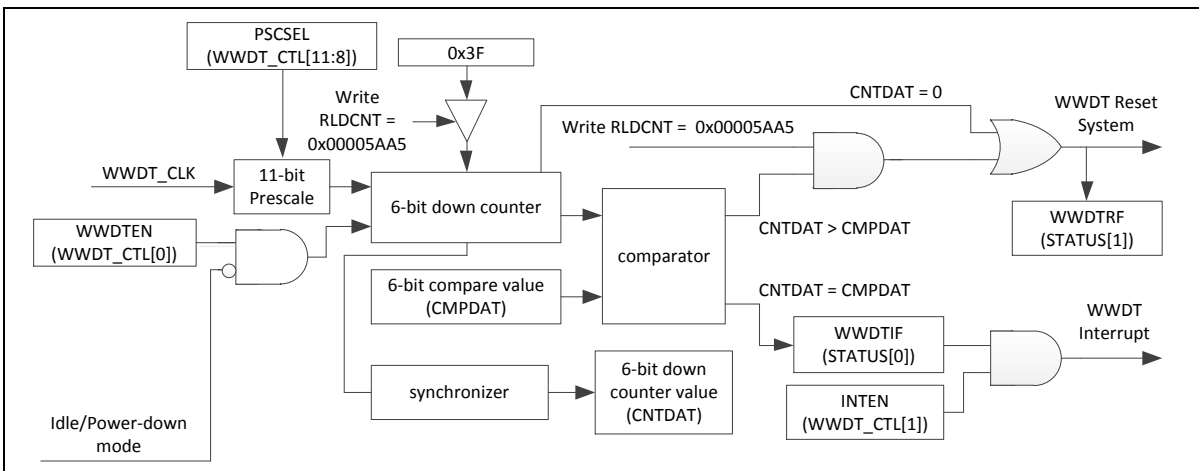 PSCSEL
(WWDT_CTL[11:8])
0x3F
Write
RLDCNT =
0x00005AA5
CNTDAT = 0
WWDT Reset
System
Write RLDCNT =  0x00005AA5
WWDT_CLK
11-bit
Prescale
6-bit down counter
WWDTEN
(WWDT_CTL[0])
comparator
CNTDAT > CMPDAT
WWDTRF
(STATUS[1])
6-bit compare value
(CMPDAT)
CNTDAT = CMPDAT
WWDTIF
(STATUS[0])
WWDT
Interrupt
synchronizer
6-bit down
counter value
(CNTDAT)
INTEN
(WWDT_CTL[1])
Idle/Power-down
mode